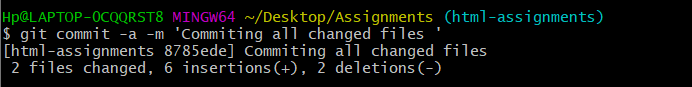 Hp@LAPTOP-OCQQRST8 MINGW64 ~/Desktop/Assignments (html-assignments)
$ git commit -a -m 'Commiting all changed files '
[html-assignments 8785ede] Commiting all changed files
 2 files changed, 6 insertions(+), 2 deletions(-)